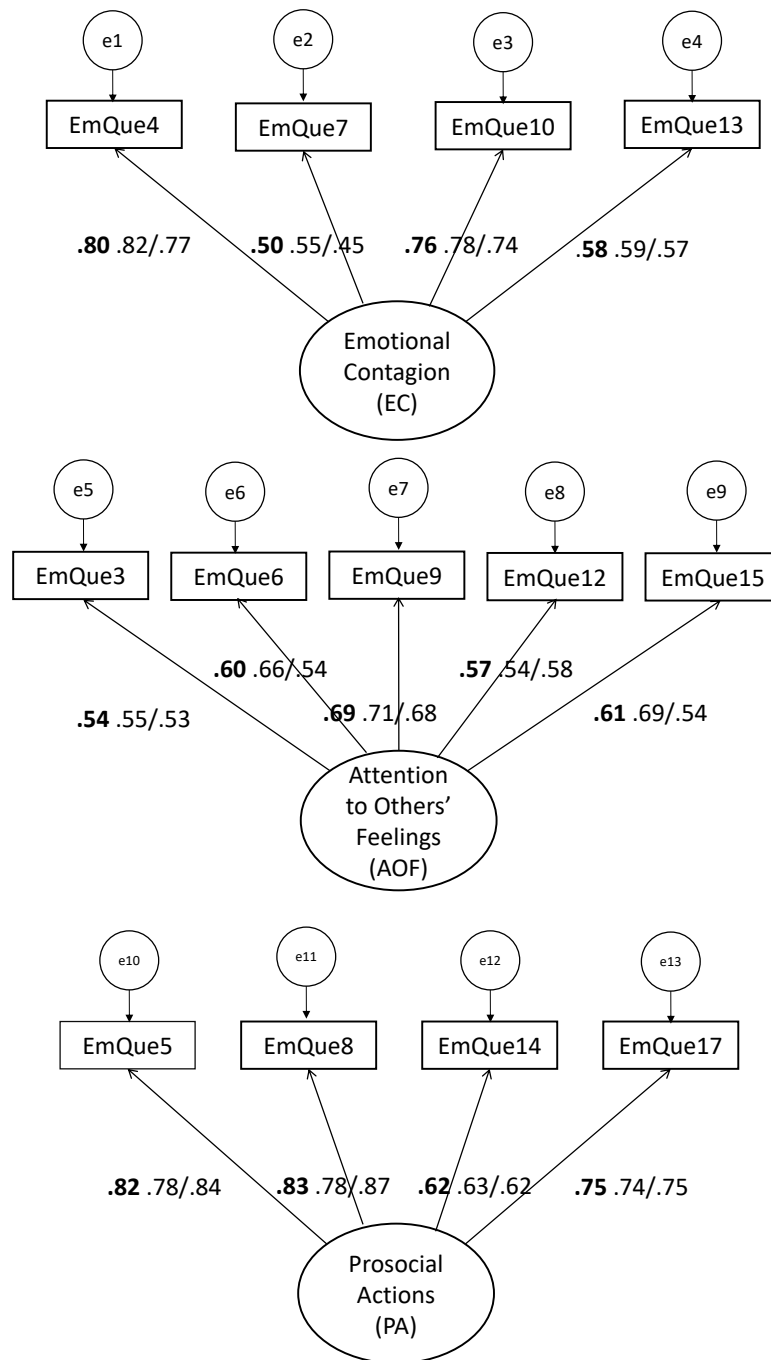 e1
e2
e3
e4
EmQue4
EmQue7
EmQue10
EmQue13
.80 .82/.77
.50 .55/.45
.76 .78/.74
.58 .59/.57
Emotional
Contagion
(EC)
e5
e6
e7
e8
e9
EmQue3
EmQue6
EmQue9
EmQue12
EmQue15
.60 .66/.54
.57 .54/.58
.54 .55/.53
.69 .71/.68
.61 .69/.54
Attention
to Others’
Feelings
(AOF)
e10
e11
e12
e13
EmQue5
EmQue8
EmQue14
EmQue17
.82 .78/.84
.83 .78/.87
.62 .63/.62
.75 .74/.75
Prosocial
Actions
(PA)